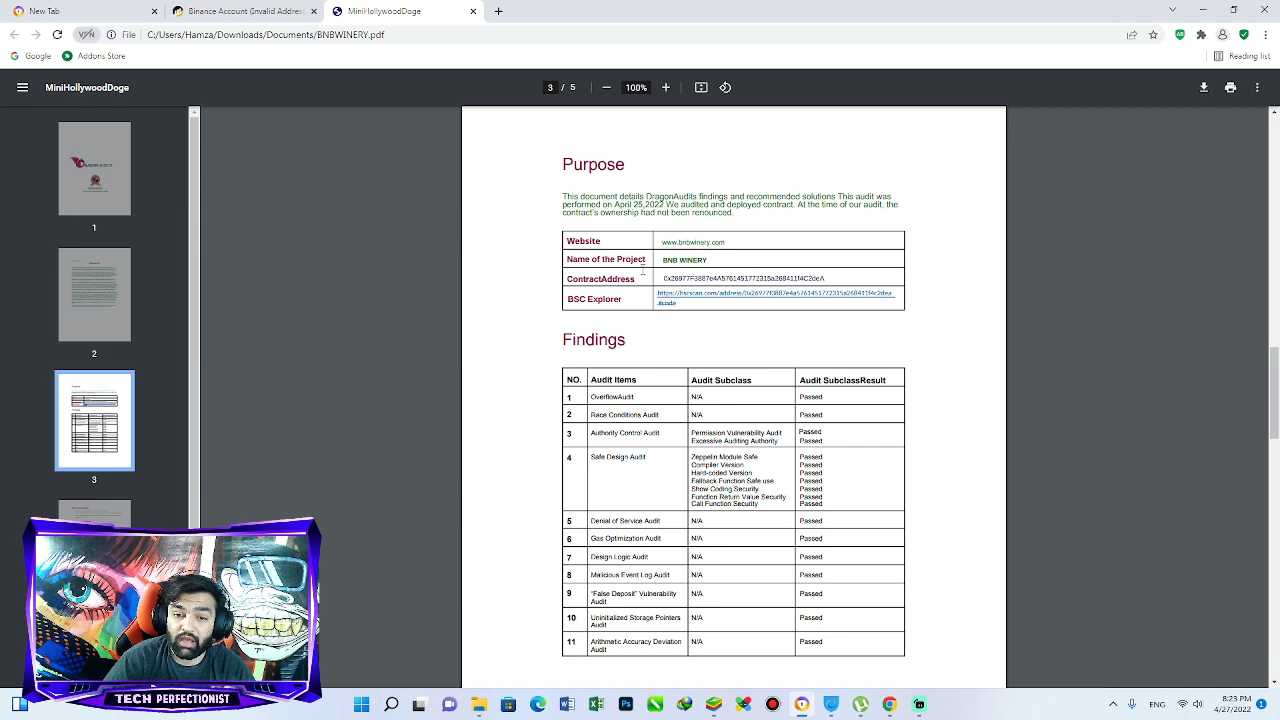 New Tab
Binance Account (Invalid Address
MiniHollywoodDoge
VPN
File
C:/Users/Hamza/Downloads/Documents/BNBWINERY.pdf
Google
Addons Store
Reading list
MiniHollywoodDoge
3 / 5
100%
1
2
3
Purpose
This document details DragonAudits findings and recommended solutions This audit was
performed on April 25,2022.We audited and deployed contract. At the time of our audit, the
contract's ownership had not been renounced.
Website www.bnbwinery.com
Name of the Project BNB WINERY
ContractAddress 0x26977F3887e4A5761451772315a268411f4C2deA
BSC Explorer https://bscscan.com/address/0x26977f3887e4a5761451772315a268411f4c2dea
#code
Findings
NO. Audit Items Audit Subclass Audit SubclassResult
1 OverflowAudit N/A Passed
2 Race Conditions Audit N/A Passed
3 Authority Control Audit Permission Vulnerability Audit Passed
Excessive Auditing Authority Passed
4 Safe Design Audit Zeppelin Module Safe Passed
Compiler Version Passed
Hard-coded Version Passed
Fallback Function Safe use Passed
Show Coding Security Passed
Function Return Value Security Passed
Call Function Security Passed
5 Denial of Service Audit N/A Passed
6 Gas Optimization Audit N/A Passed
7 Design Logic Audit N/A Passed
8 Malicious Event Log Audit N/A Passed
9 "False Deposit" Vulnerability N/A Passed
Audit
10 Uninitialized Storage Pointers N/A Passed
Audit
11 Arithmetic Accuracy Deviation N/A Passed
Audit
TECH PERFECTIONIST
ENG
8:23 PM
4/27/2022